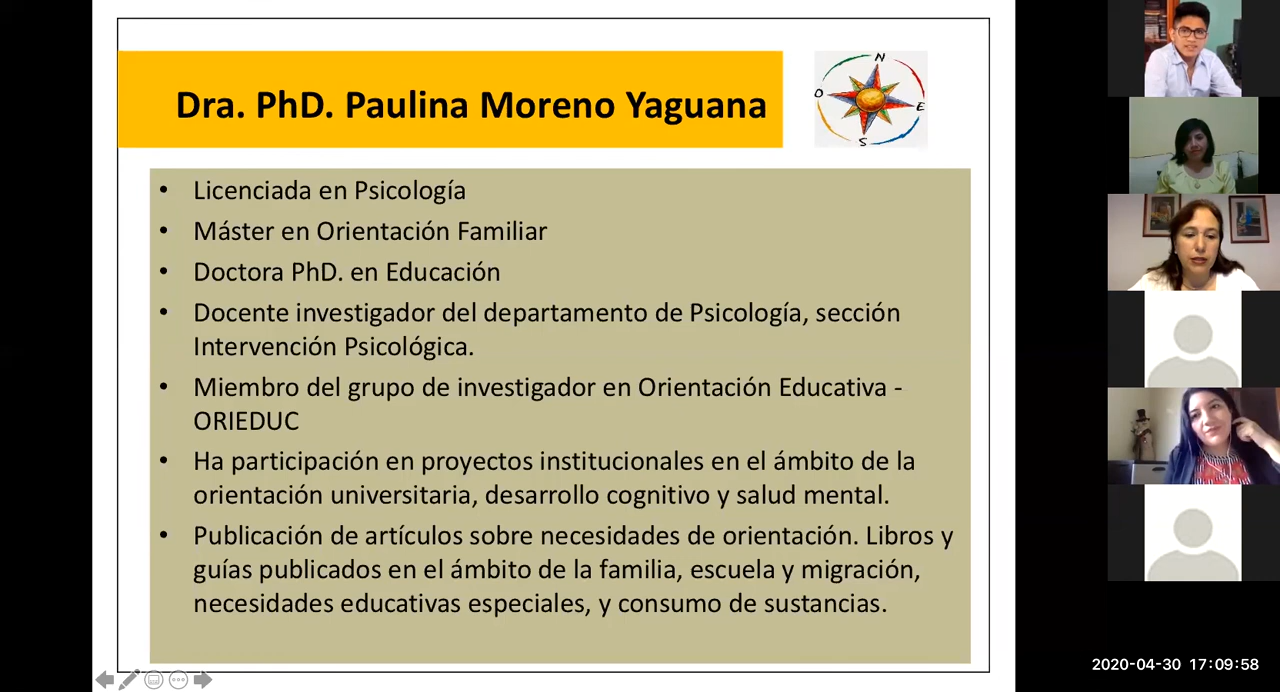 Dra. PhD. Paulina Moreno Yaguana
N
O
E
S
• Licenciada en Psicología
• Máster en Orientación Familiar
• Doctora PhD. en Educación
• Docente investigador del departamento de Psicología, sección
Intervención Psicológica.
• Miembro del grupo de investigador en Orientación Educativa -
ORIEDUC
• Ha participación en proyectos institucionales en el ámbito de la
orientación universitaria, desarrollo cognitivo y salud mental.
• Publicación de artículos sobre necesidades de orientación. Libros y
guías publicados en el ámbito de la familia, escuela y migración,
necesidades educativas especiales, y consumo de sustancias.
2020-04-30 17:09:58